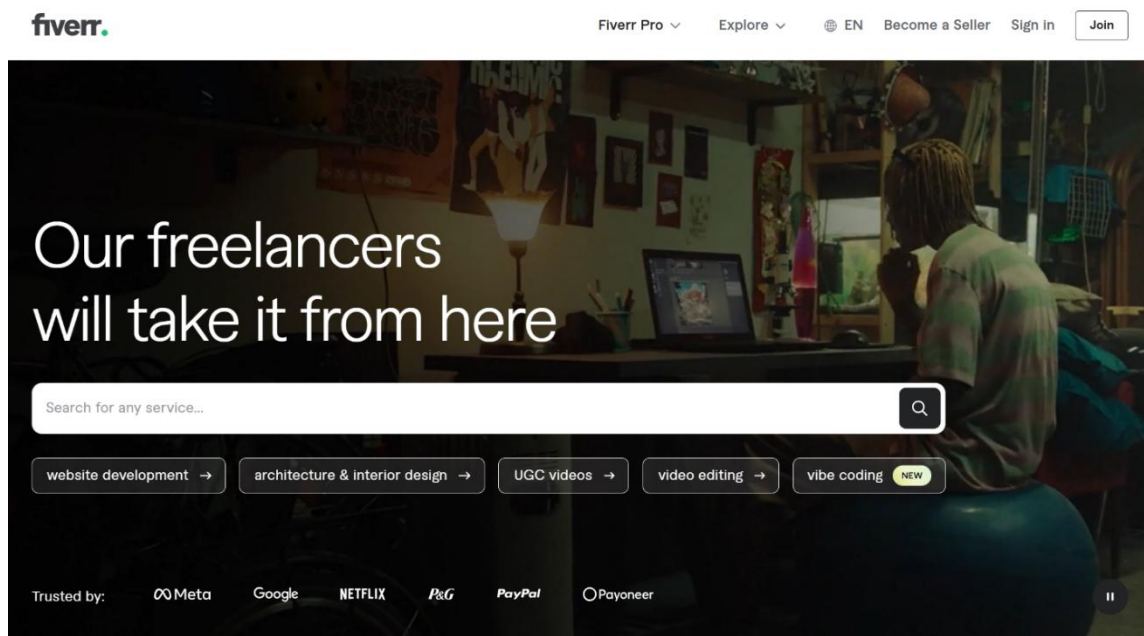 fiverr.
Fiverr Pro
Explore
EN
Become a Seller
Sign in
Join
Our freelancers
will take it from here
Search for any service...
website development →
architecture & interior design →
UGC videos →
video editing →
vibe coding NEW
Trusted by:
Meta
Google
NETFLIX
P&G
PayPal
Payoneer